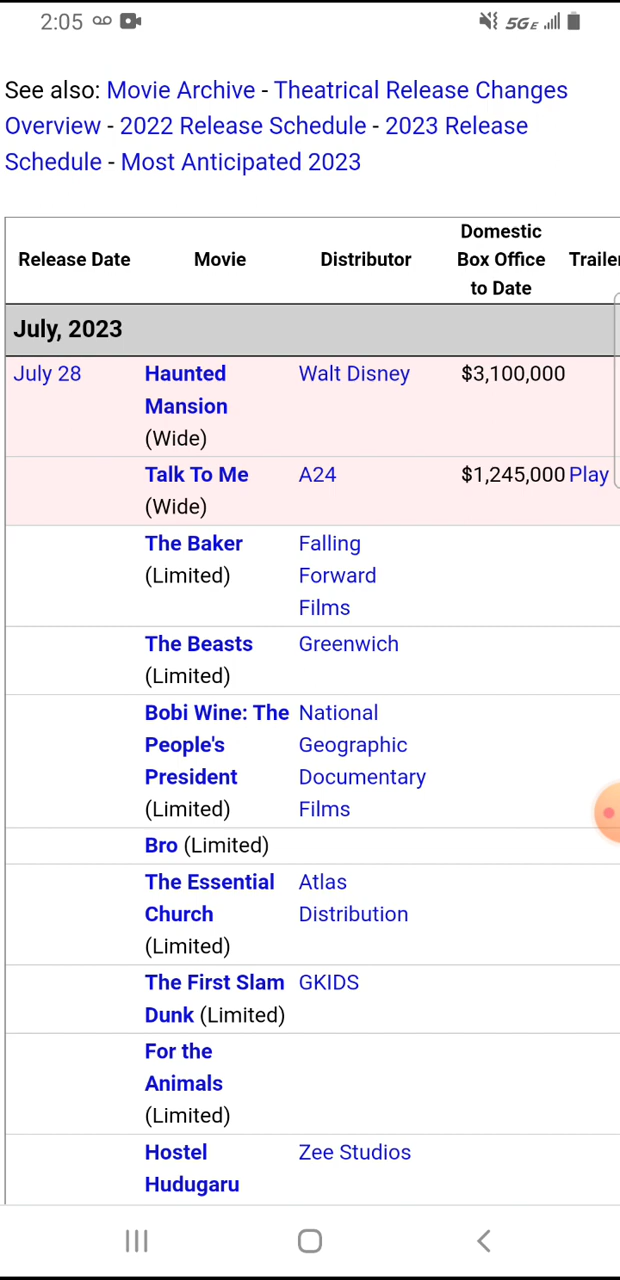 2:05
5GE
See also: Movie Archive - Theatrical Release Changes
Overview - 2022 Release Schedule - 2023 Release
Schedule - Most Anticipated 2023
Release Date Movie Distributor Domestic Box Office to Date
July, 2023
July 28 Haunted Walt Disney $3,100,000
Mansion
(Wide)
Talk To Me A24 $1,245,000 Play
(Wide)
The Baker Falling
(Limited) Forward
Films
The Beasts Greenwich
(Limited)
Bobi Wine: The National
People's Geographic
President Documentary
(Limited) Films
Bro (Limited)
The Essential Atlas
Church Distribution
(Limited)
The First Slam GKIDS
Dunk (Limited)
For the
Animals
(Limited)
Hostel Zee Studios
Hudugaru